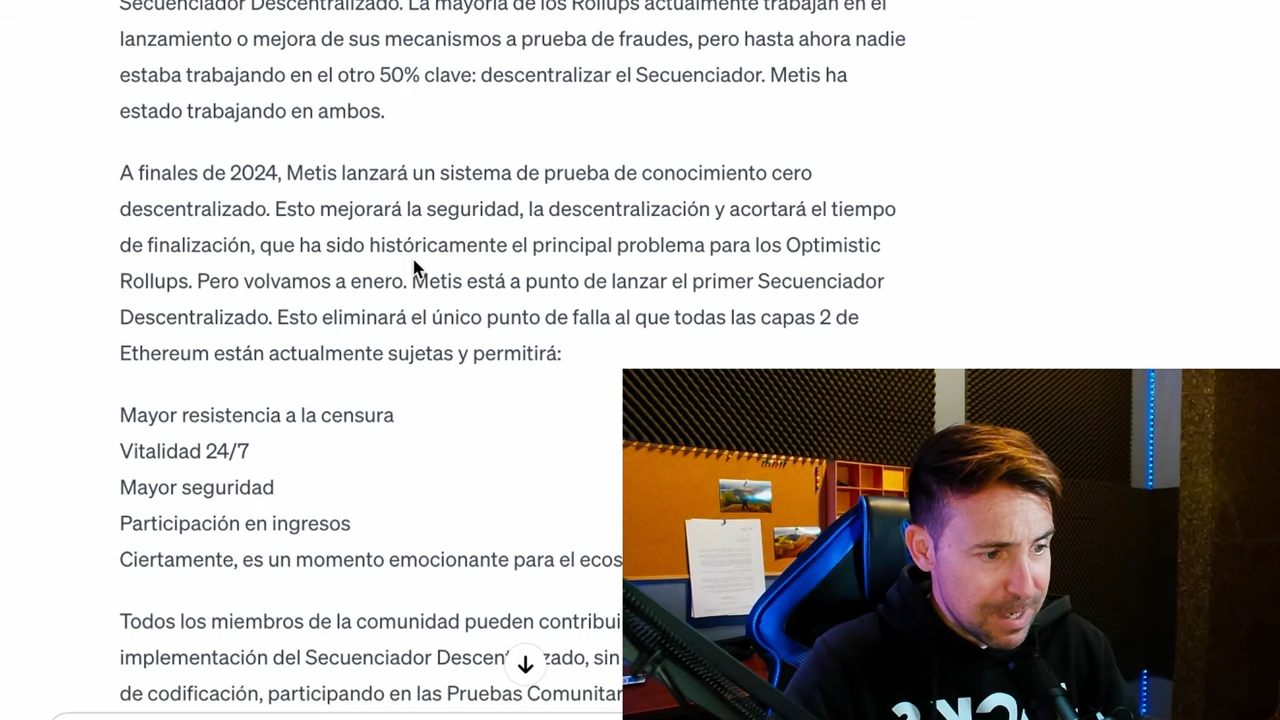 Secuenciador Descentralizado. La mayoría de los Rollups actualmente trabajan en el
lanzamiento o mejora de sus mecanismos a prueba de fraudes, pero hasta ahora nadie
estaba trabajando en el otro 50% clave: descentralizar el Secuenciador. Metis ha
estado trabajando en ambos.
A finales de 2024, Metis lanzará un sistema de prueba de conocimiento cero
descentralizado. Esto mejorará la seguridad, la descentralización y acortará el tiempo
de finalización, que ha sido históricamente el principal problema para los Optimistic
Rollups. Pero volvamos a enero. Metis está a punto de lanzar el primer Secuenciador
Descentralizado. Esto eliminará el único punto de falla al que todas las capas 2 de
Ethereum están actualmente sujetas y permitirá:
Mayor resistencia a la censura
Vitalidad 24/7
Mayor seguridad
Participación en ingresos
Ciertamente, es un momento emocionante para el ecos
Todos los miembros de la comunidad pueden contribui
implementación del Secuenciador sin
de codificación, participando en las Pruebas Comunitar